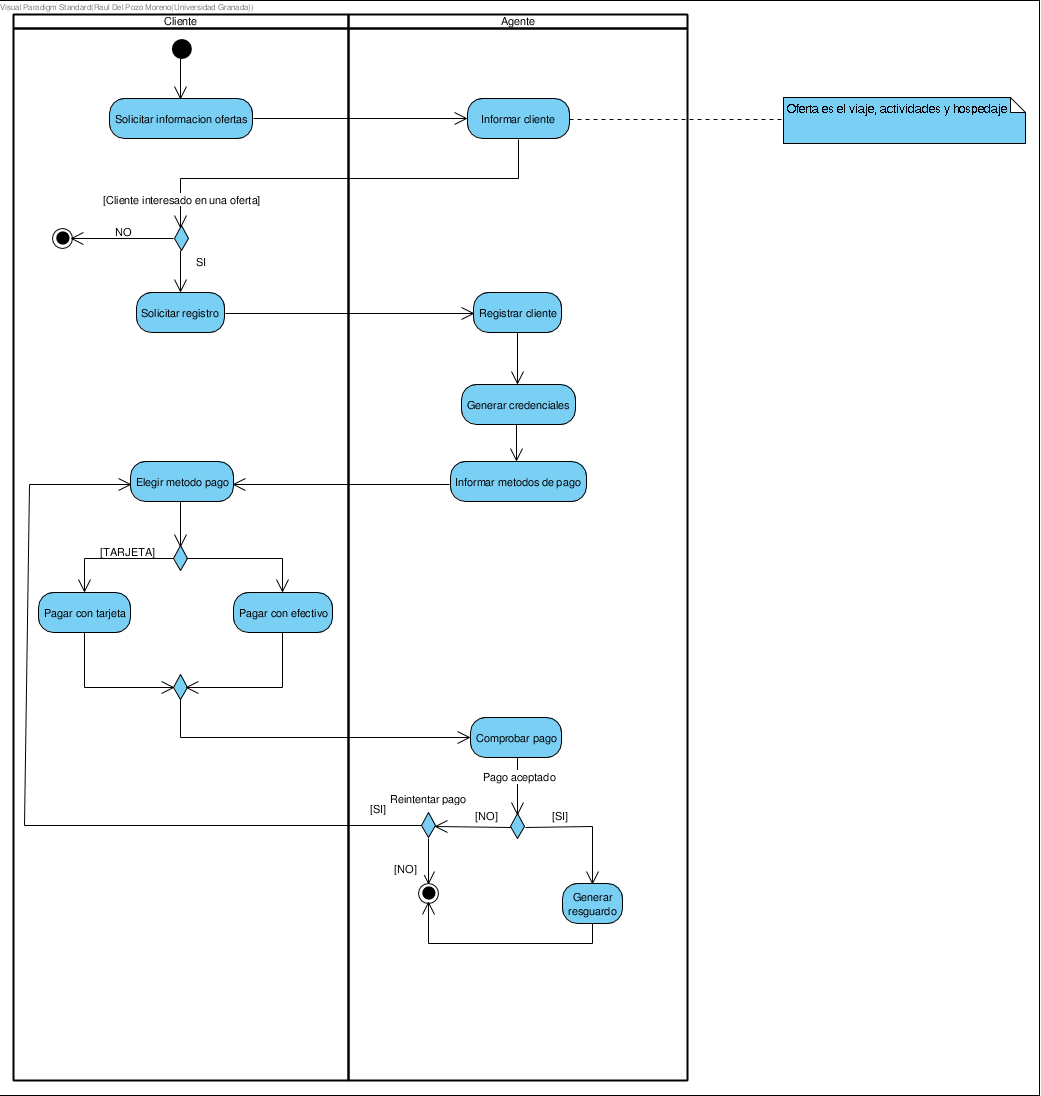 Visual Paradigm Standard(Raul Del Pozo Moreno(Universidad Granada))
Cliente
Agente
Solicitar informacion ofertas
Informar cliente
Oferta es el viaje, actividades y hospedaje
[Cliente interesado en una oferta]
NO
SI
Solicitar registro
Registrar cliente
Generar credenciales
Elegir metodo pago
Informar metodos de pago
[TARJETA]
Pagar con tarjeta
Pagar con efectivo
Comprobar pago
Pago aceptado
Reintentar pago
[SI]
[NO]
[SI]
[NO]
Generar
resguardo